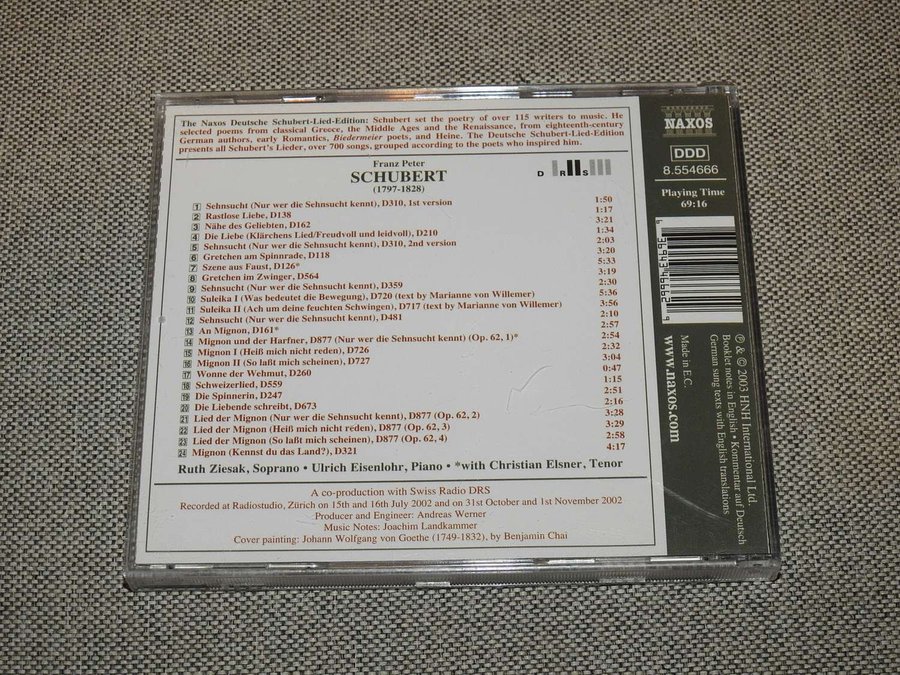 The Naxos Deutsche Schubert-Lied-Edition: Schubert set the poetry of over 115 writers to music. He
selected poems from classical Greece, the Middle Ages and the Renaissance, from eighteenth-century
German authors, early Romantics, Biedermeier poets, and Heine. The Deutsche Schubert-Lied-Edition
presents all Schubert's Lieder, over 700 songs, grouped according to the poets who inspired him.
Franz Peter
SCHUBERT
(1797-1828)
D R S
1 Sehnsucht (Nur wer die Sehnsucht kennt), D310, 1st version 1:50
2 Rastlose Liebe, D138 1:17
3 Nähe des Geliebten, D162 3:21
4 Die Liebe (Klärchens Lied/Freudvoll und leidvoll), D210 1:34
5 Sehnsucht (Nur wer die Sehnsucht kennt), D310, 2nd version 2:03
6 Gretchen am Spinnrade, D118 3:20
7 Szene aus Faust, D126* 5:33
8 Gretchen im Zwinger, D564 3:19
9 Sehnsucht (Nur wer die Sehnsucht kennt), D359 2:30
10 Suleika I (Was bedeutet die Bewegung), D720 (text by Marianne von Willemer) 5:36
11 Suleika II (Ach um deine feuchten Schwingen), D717 (text by Marianne von Willemer) 3:56
12 Sehnsucht (Nur wer die Sehnsucht kennt), D481 2:10
13 An Mignon, D161* 2:57
14 Mignon und der Harfner, D877 (Nur wer die Sehnsucht kennt) (Op. 62, 1)* 2:54
15 Mignon I (Heiß mich nicht reden), D726 2:32
16 Mignon II (So laßt mich scheinen), D727 3:04
17 Wonne der Wehmut, D260 0:47
18 Schweizerlied, D559 1:15
19 Die Spinnerin, D247 2:51
20 Die Liebende schreibt, D673 2:16
21 Lied der Mignon (Nur wer die Sehnsucht kennt), D877 (Op. 62, 2) 3:28
22 Lied der Mignon (Heiß mich nicht reden), D877 (Op. 62, 3) 3:29
23 Lied der Mignon (So laßt mich scheinen), D877 (Op. 62, 4) 2:58
24 Mignon (Kennst du das Land?), D321 4:17
Ruth Ziesak, Soprano • Ulrich Eisenlohr, Piano • *with Christian Elsner, Tenor
A co-production with Swiss Radio DRS
Recorded at Radiostudio, Zürich on 15th and 16th July 2002 and on 31st October and 1st November 2002
Producer and Engineer: Andreas Werner
Music Notes: Joachim Landkammer
Cover painting: Johann Wolfgang von Goethe (1749-1832), by Benjamin Chai
NAXOS
DDD
8.554666
Playing Time
69:16
6 36943 46662 9
℗ & © 2003 HNH International Ltd.
Booklet notes in English • Kommentar auf Deutsch
German sung texts with English translations
Made in E.C.
www.naxos.com